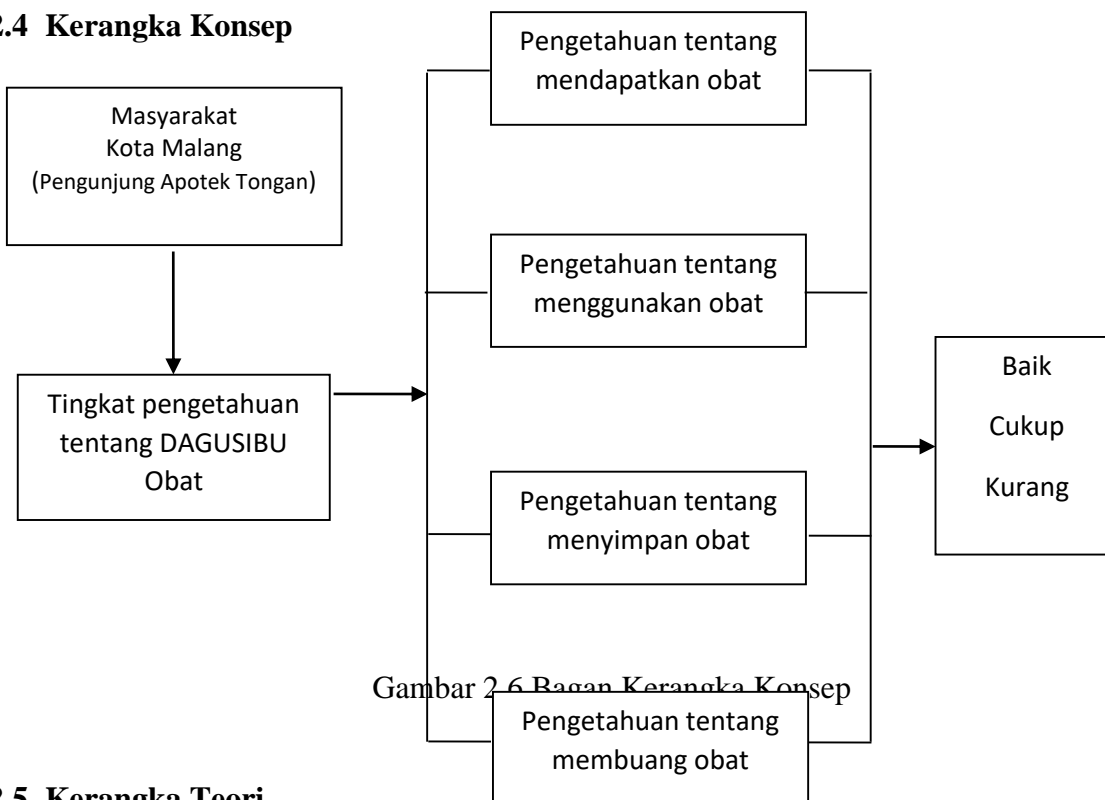 2.4 Kerangka Konsep
Masyarakat
Kota Malang
(Pengunjung Apotek Tongan)
Tingkat pengetahuan
tentang DAGUSIBU
Obat
Pengetahuan tentang
mendapatkan obat
Pengetahuan tentang
menggunakan obat
Pengetahuan tentang
menyimpan obat
Pengetahuan tentang
membuang obat
Baik
Cukup
Kurang
Gambar 2.6 Bagan Kerangka Konsep
2.5 Kerangka Teori